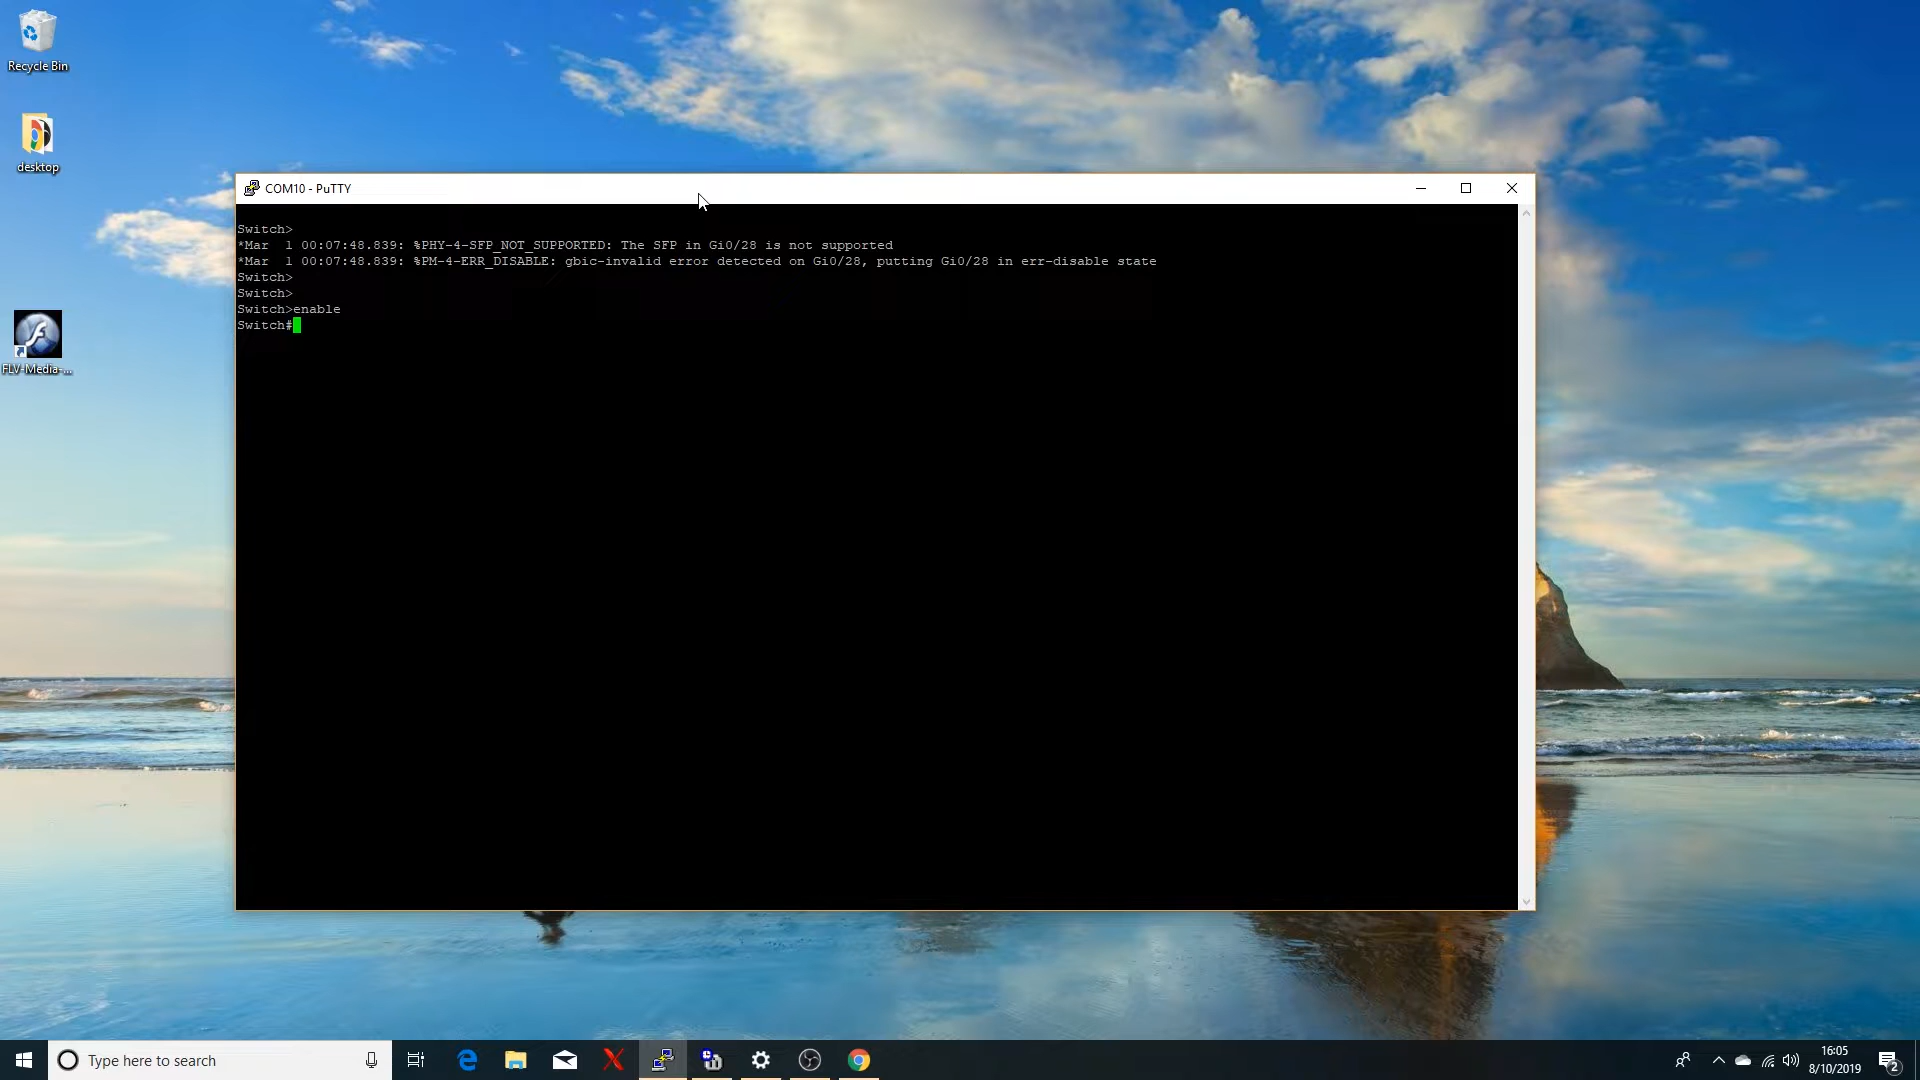 Recycle Bin
desktop
FLV-Media-...
COM10 - PuTTY
Switch>
*Mar  1 00:07:48.839: %PHY-4-SFP_NOT_SUPPORTED: The SFP in Gi0/28 is not supported
*Mar  1 00:07:48.839: %PM-4-ERR_DISABLE: gbic-invalid error detected on Gi0/28, putting Gi0/28 in err-disable state
Switch>
Switch>
Switch>enable
Switch#
Type here to search
16:05
8/10/2019
2